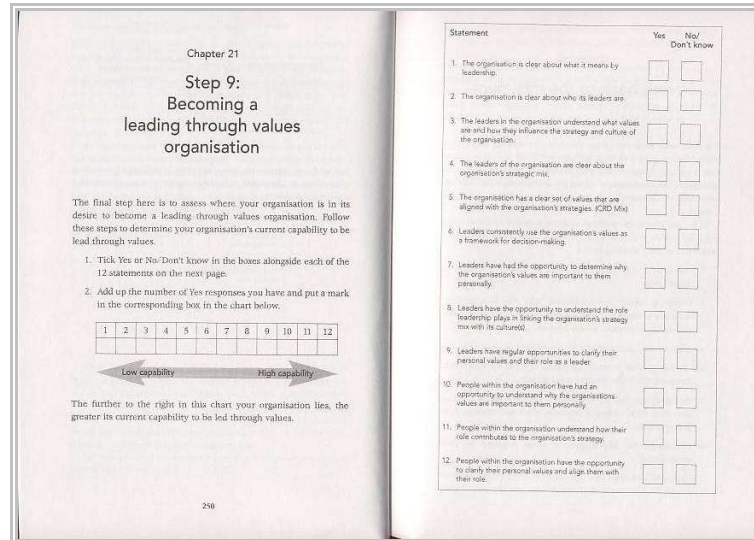 Chapter 21
Step 9:
Becoming a
leading through values
organisation
The final step here is to assess where your organisation is in its
desire to become a leading through values organisation. Follow
these steps to determine your organisation's current capability to be
lead through values.
1. Tick Yes or No/Don't know in the boxes alongside each of the
12 statements on the next page.
2. Add up the number of Yes responses you have and put a mark
in the corresponding box in the chart below.
1 2 3 4 5 6 7 8 9 10 11 12
Low capability High capability
The further to the right in this chart your organisation lies, the
greater its current capability to be led through values.
250
Statement Yes No/
Don't know
1. The organisation is clear about what it means by
leadership.
2. The organisation is clear about who its leaders are.
3. The leaders in the organisation understand what values
are and how they influence the strategy and culture of
the organisation.
4. The leaders of the organisation are clear about the
organisation's strategic mix.
5. The organisation has a clear set of values that are
aligned with the organisation's strategies. (CRD Mix)
6. Leaders consistently use the organisation's values as
a framework for decision-making.
7. Leaders have had the opportunity to determine why
the organisation's values are important to them
personally.
8. Leaders have the opportunity to understand the role
leadership plays in linking the organisation's strategy
mix with its culture(s).
9. Leaders have regular opportunities to clarify their
personal values and their role as a leader.
10. People within the organisation have had an
opportunity to understand why the organisations
values are important to them personally.
11. People within the organisation understand how their
role contributes to the organisation's strategy.
12. People within the organisation have the opportunity
to clarify their personal values and align them with
their role.